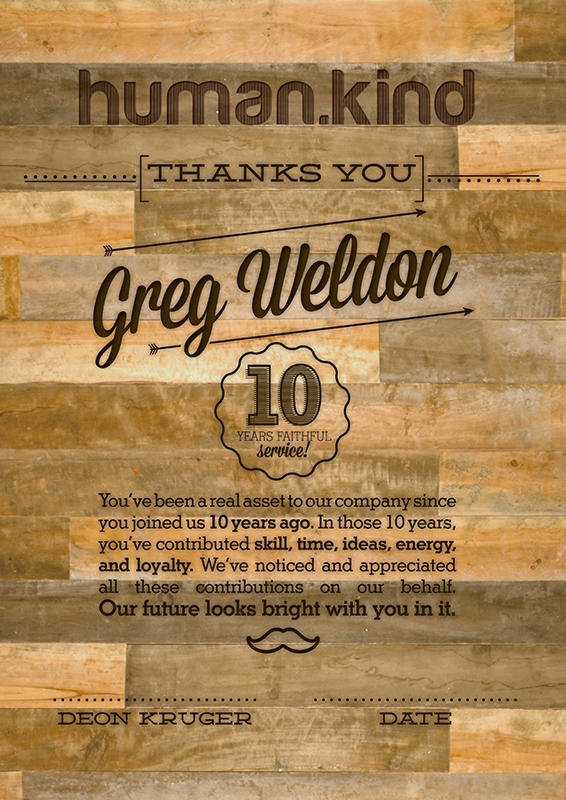 human.kind
THANKS YOU
Greg Weldon
10
YEARS FAITHFUL
service!
You've been a real asset to our company since
you joined us 10 years ago. In those 10 years,
you've contributed skill, time, ideas, energy,
and loyalty. We've noticed and appreciated
all these contributions on our behalf.
Our future looks bright with you in it.
DEON KRUGER DATE